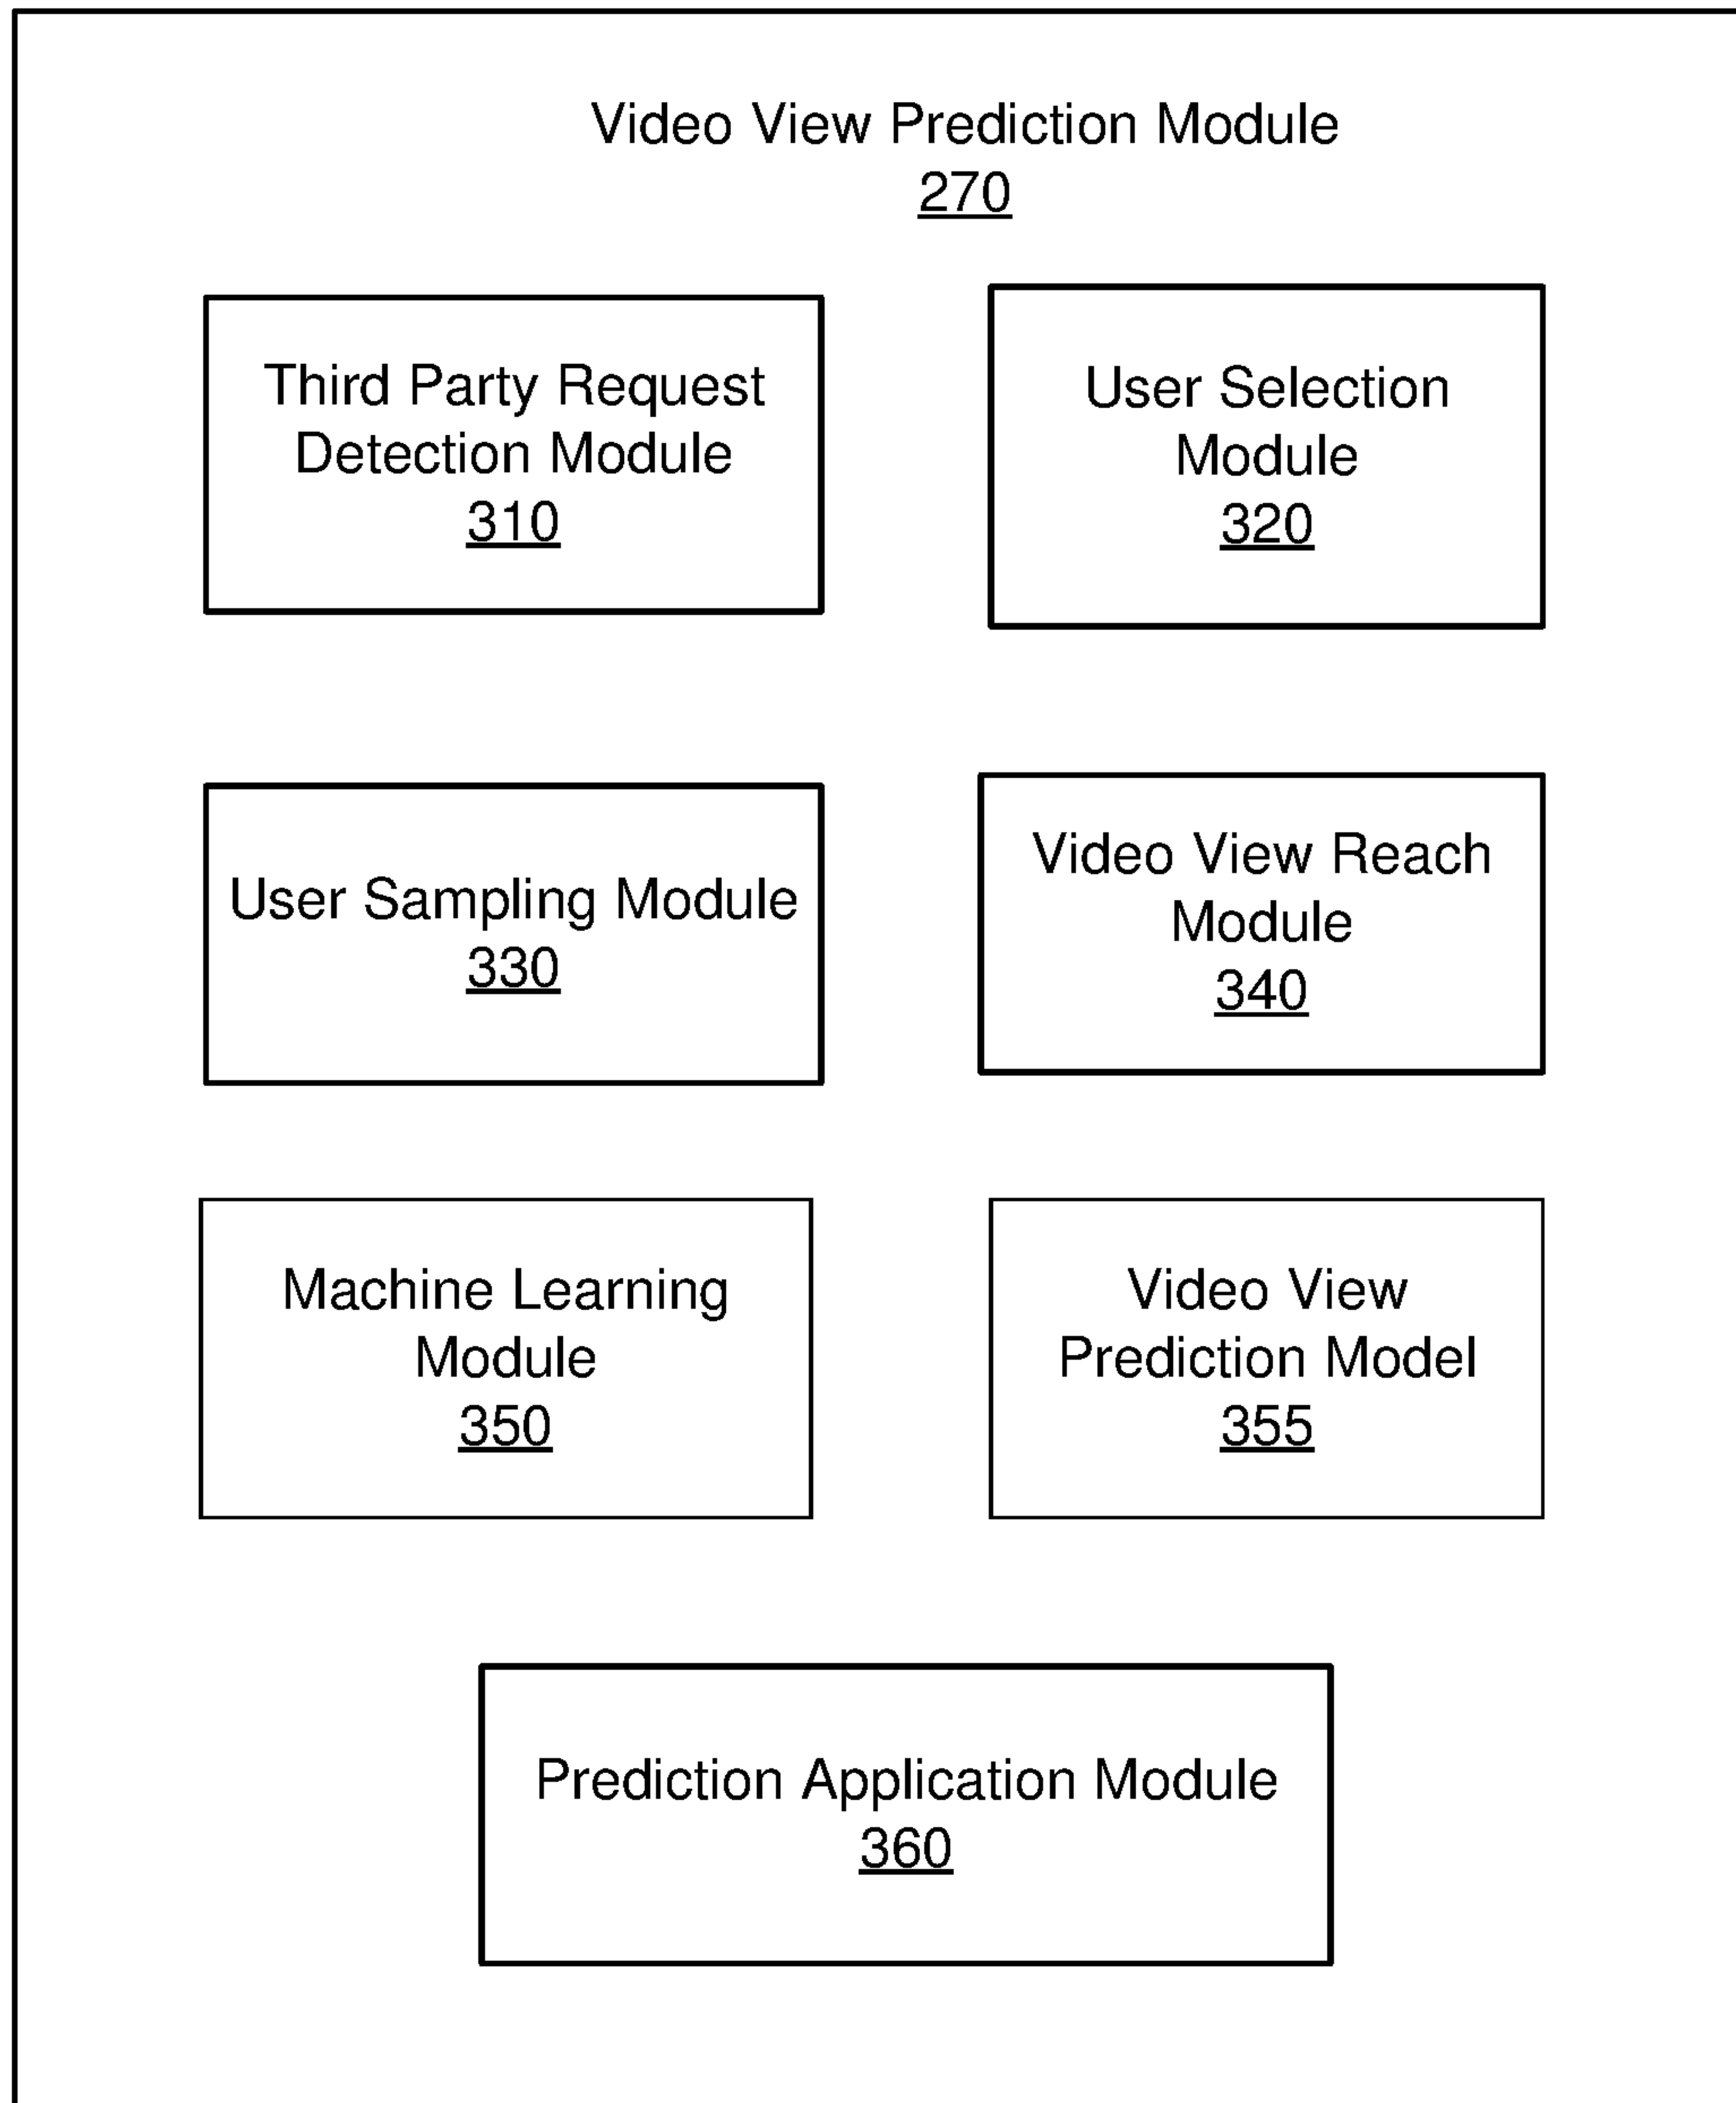 Video View Prediction Module
270
Third Party Request
Detection Module
310
User Selection
Module
320
User Sampling Module
330
Video View Reach
Module
340
Machine Learning
Module
350
Video View
Prediction Model
355
Prediction Application Module
360